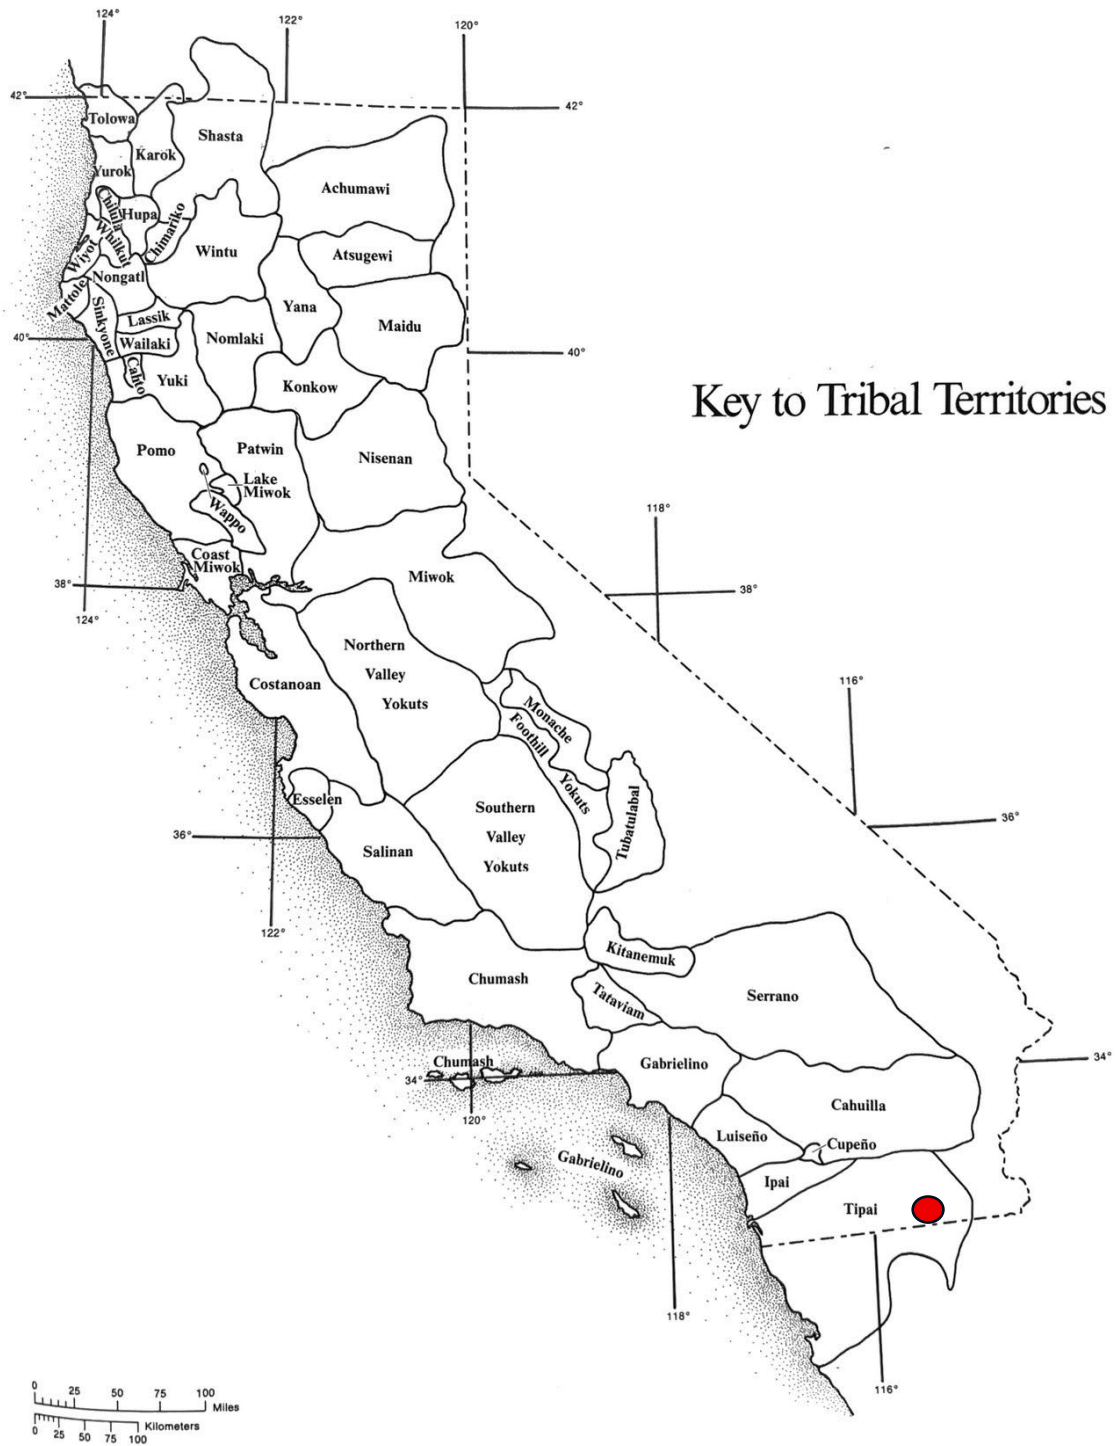 124°
122°
120°
42°
42°
Tolowa
Karok
Shasta
Yurok
Achumawi
Chilula
Hupa
Chimariko
Whilkut
Wiyot
Wintu
Atsugewi
Nongatl
Mattole
Sinkyone
Yana
Lassik
Maidu
40°
Wailaki
Nomlaki
40°
Cahto
Yuki
Konkow
Key to Tribal Territories
Pomo
Patwin
Nisenan
Lake
Miwok
Wappo
118°
Coast
Miwok
Miwok
38°
38°
124°
Northern
Valley
Yokuts
Costanoan
116°
Monache
Foothill
Yokuts
Esselen
Southern
Valley
Yokuts
Tubatulabal
36°
36°
Salinan
122°
Kitanemuk
Chumash
Tataviam
Serrano
Chumash
Gabrielino
34°
34°
120°
Cahuilla
Luiseño
Cupeño
Gabrielino
Ipai
Tipai
118°
116°
0 25 50 75 100
Miles
Kilometers
0 25 50 75 100